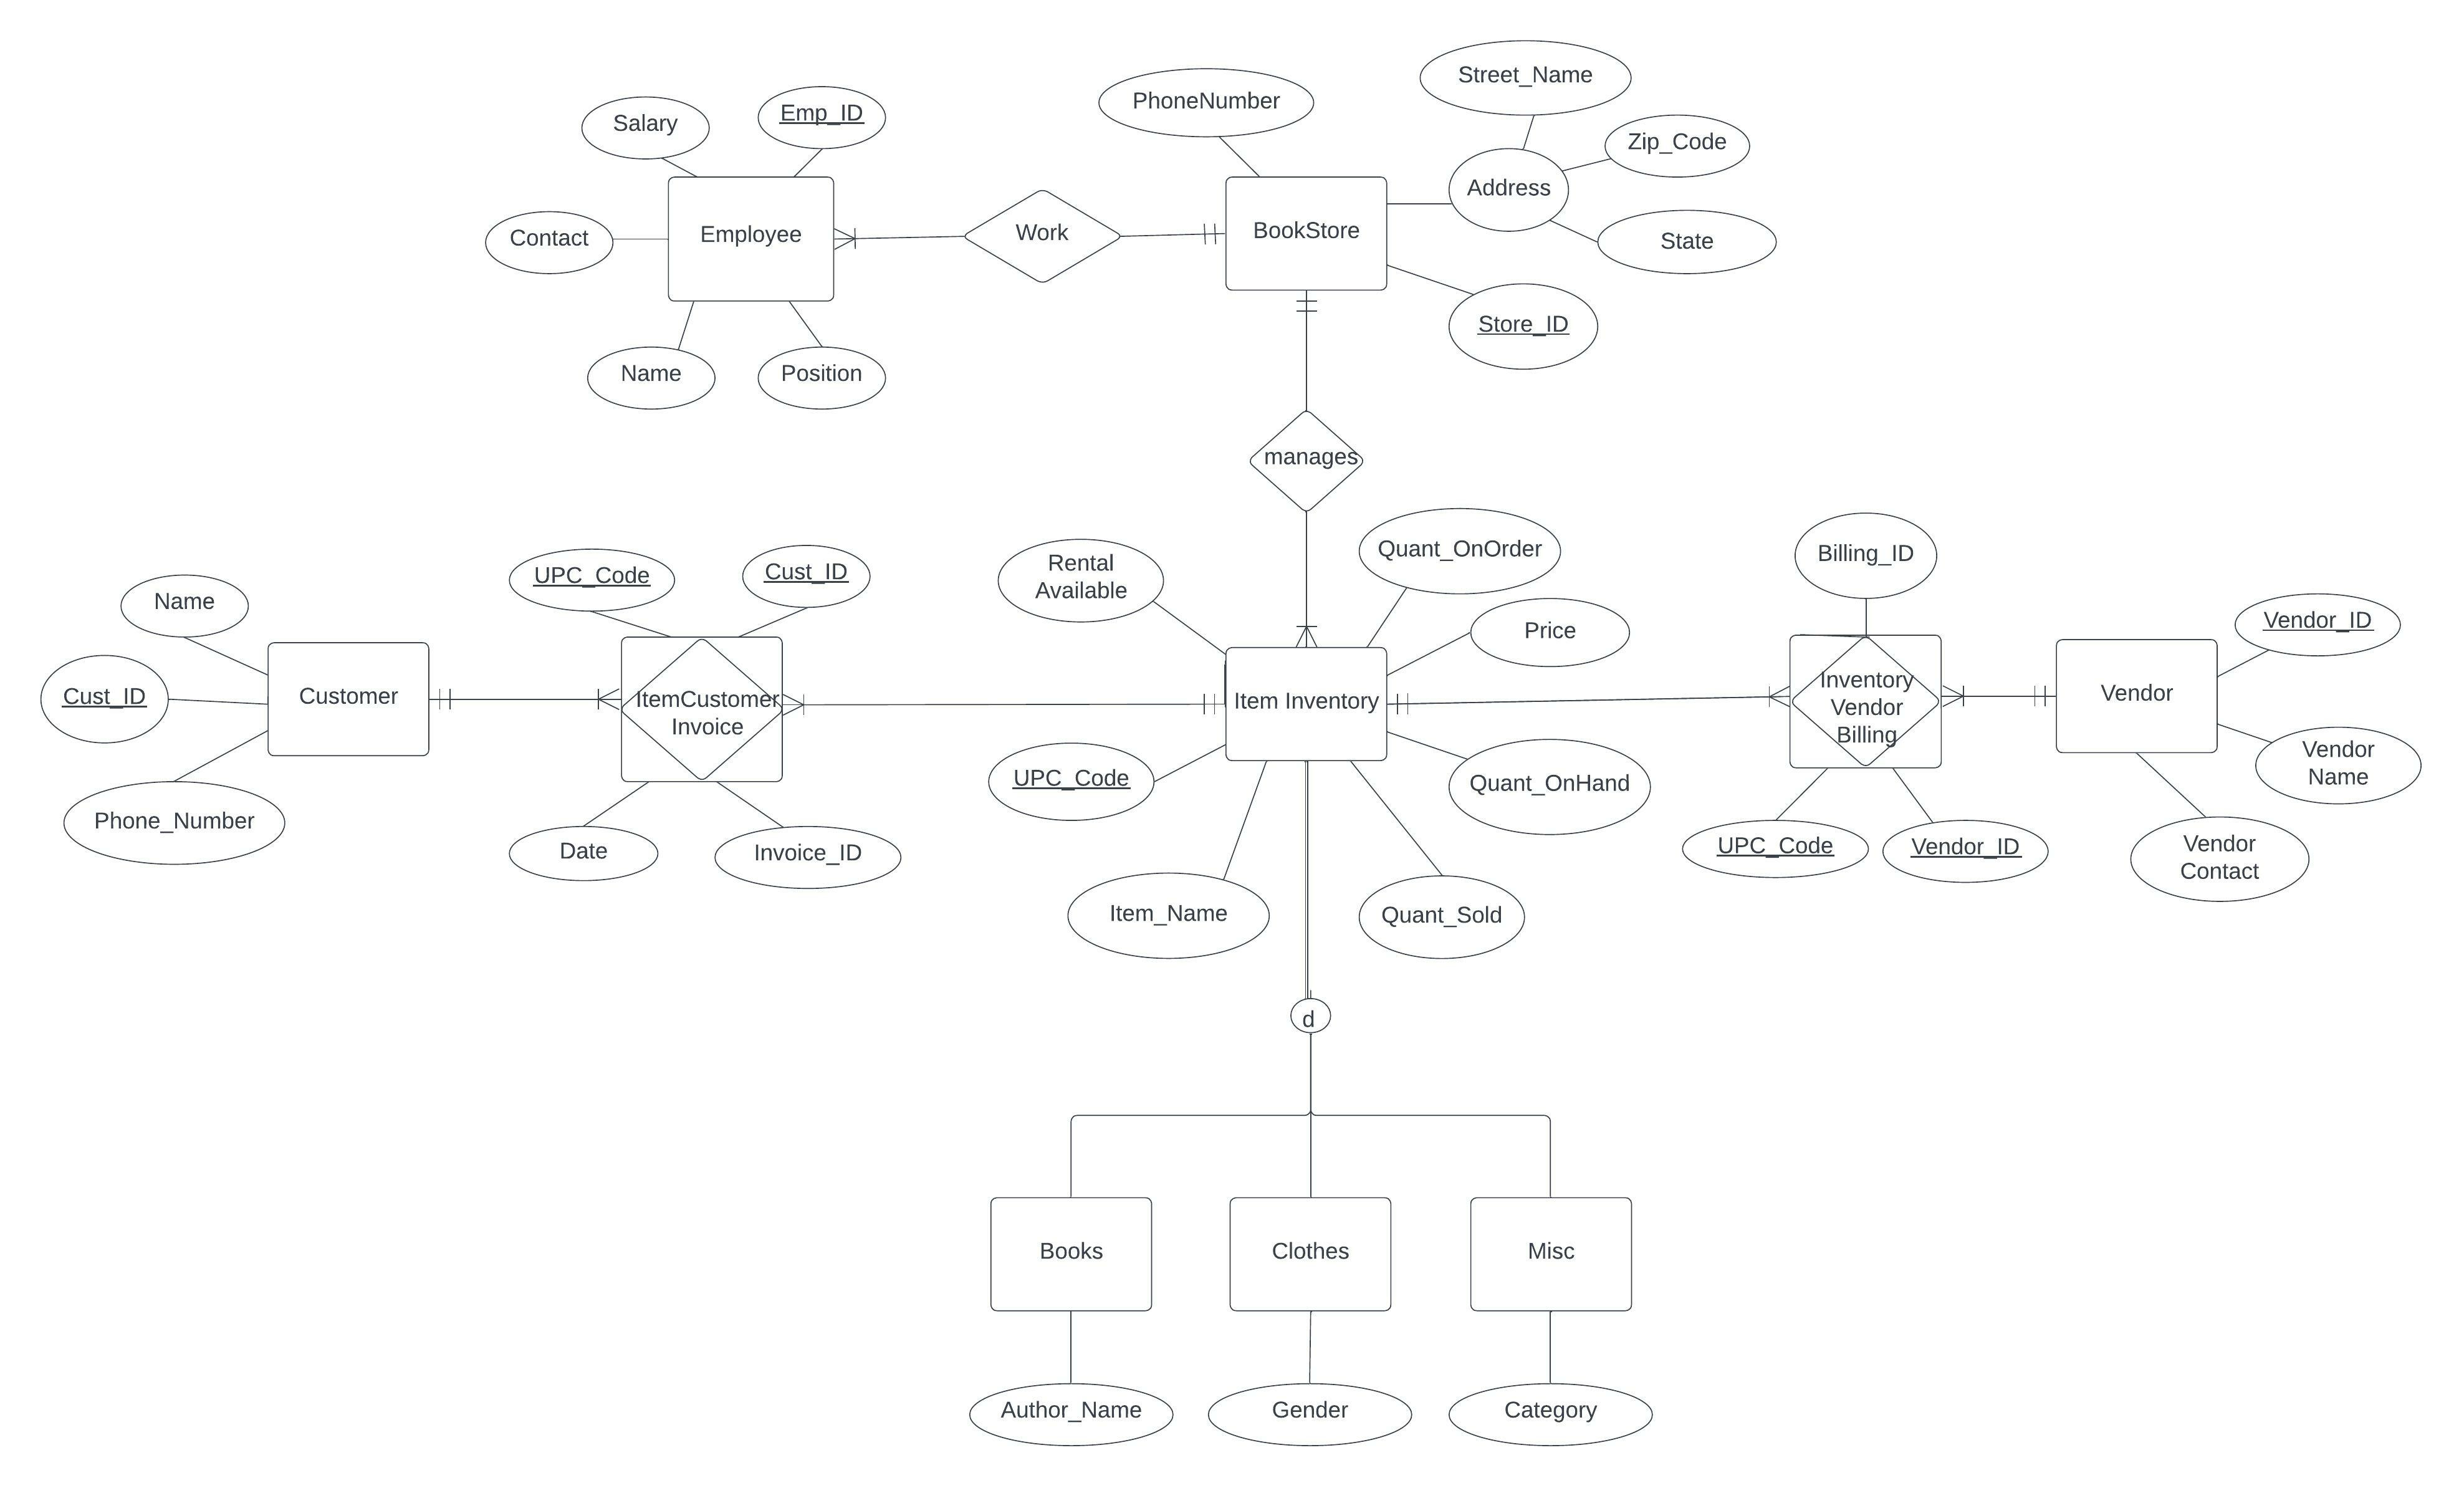 Street_Name
PhoneNumber
Salary
Emp_ID
Zip_Code
Address
Employee
Work
BookStore
Contact
State
Store_ID
Name
Position
manages
Rental
Available
Quant_OnOrder
Billing_ID
UPC_Code
Cust_ID
Name
Price
Vendor_ID
Cust_ID
Customer
ItemCustomer
Invoice
Item Inventory
Inventory
Vendor
Billing
Vendor
Vendor
Name
Phone_Number
UPC_Code
Quant_OnHand
Date
Invoice_ID
UPC_Code
Vendor_ID
Vendor
Contact
Item_Name
Quant_Sold
d
Books
Clothes
Misc
Author_Name
Gender
Category